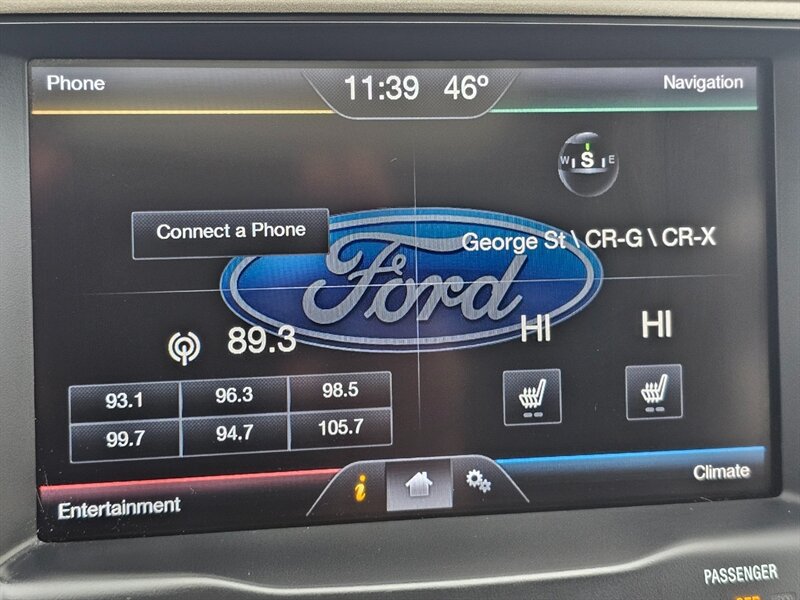 Phone
11:39 46º
Navigation
W S E
Connect a Phone
George St \ CR-G \ CR-X
Ford
89.3
HI HI
93.1 96.3 98.5
99.7 94.7 105.7
Entertainment
i
Climate
PASSENGER